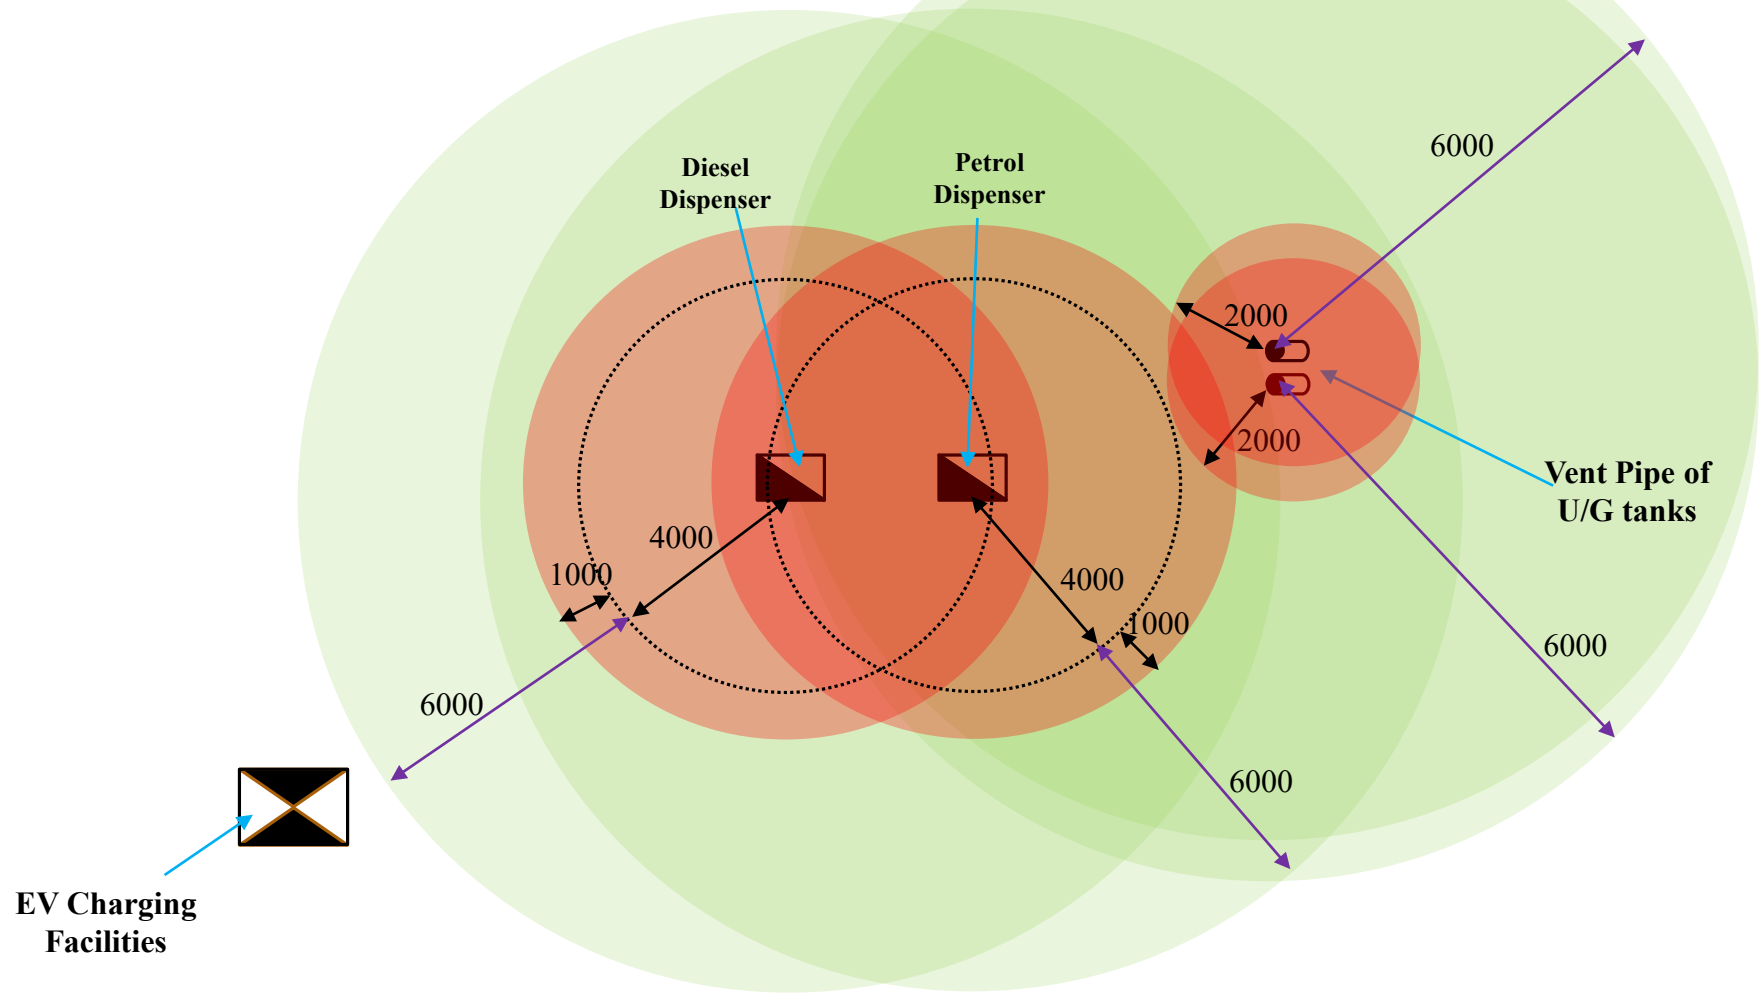 6000
Diesel
Dispenser
Petrol
Dispenser
2000
2000
Vent Pipe of
U/G tanks
4000
1000
4000
1000
6000
6000
6000
EV Charging
Facilities